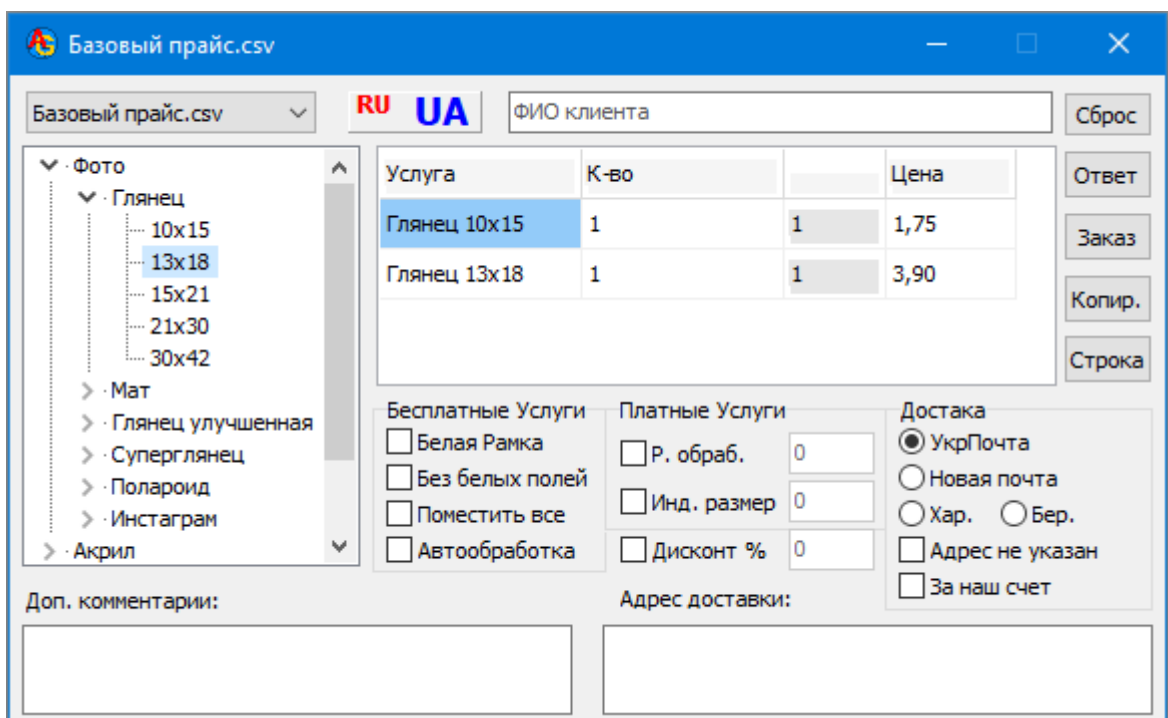 Базовый прайс.csv
Базовый прайс.csv
RU UA
ФИО клиента
Сброс
Фото
Глянец
10x15
13x18
15x21
21x30
30x42
Мат
Глянец улучшенная
Суперглянец
Полароид
Инстаграм
Акрил
Услуга К-во Цена
Глянец 10x15 1 1 1,75
Глянец 13x18 1 1 3,90
Ответ
Заказ
Копир.
Строка
Бесплатные Услуги
Белая Рамка
Без белых полей
Поместить все
Автообработка
Платные Услуги
Р. обраб. 0
Инд. размер 0
Дисконт % 0
Достака
УкрПочта
Новая почта
Хар. Бер.
Адрес не указан
За наш счет
Доп. комментарии:
Адрес доставки: